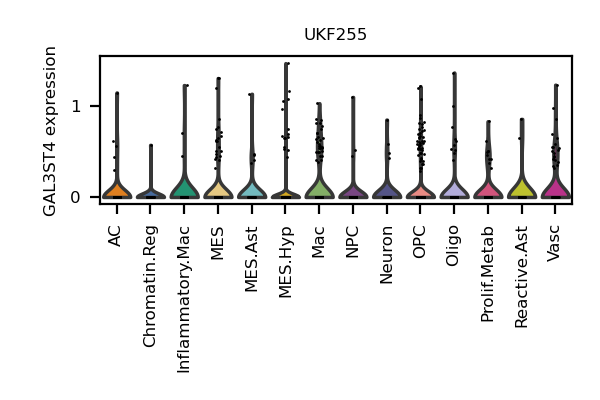 UKF255
GAL3ST4 expression
1
0
AC
Chromatin.Reg
Inflammatory.Mac
MES
MES.Ast
MES.Hyp
Mac
NPC
Neuron
OPC
Oligo
Prolif.Metab
Reactive.Ast
Vasc